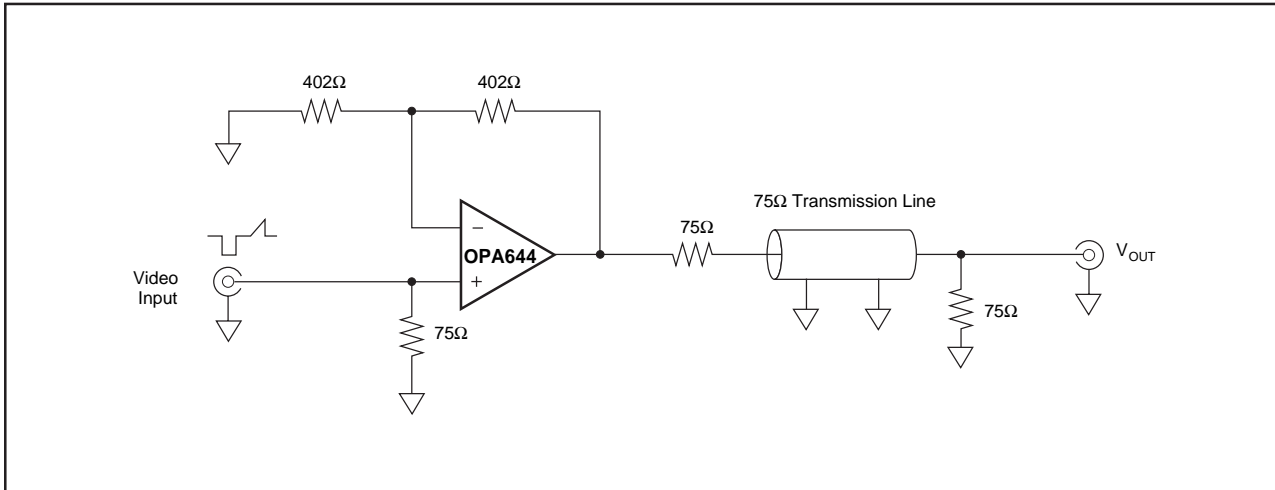 402Ω
402Ω
75Ω Transmission Line
75Ω
−
OPA644
+
V_OUT
Video
Input
75Ω
75Ω